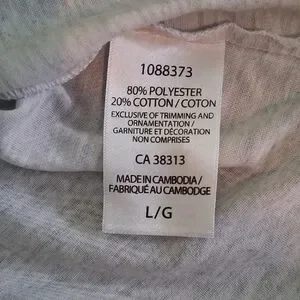 1088373
80% POLYESTER
20% COTTON / COTON
EXCLUSIVE OF TRIMMING AND
ORNAMENTATION /
GARNITURE ET DÉCORATION
NON COMPRISES
CA 38313
MADE IN CAMBODIA /
FABRIQUÉ AU CAMBODGE
L/G